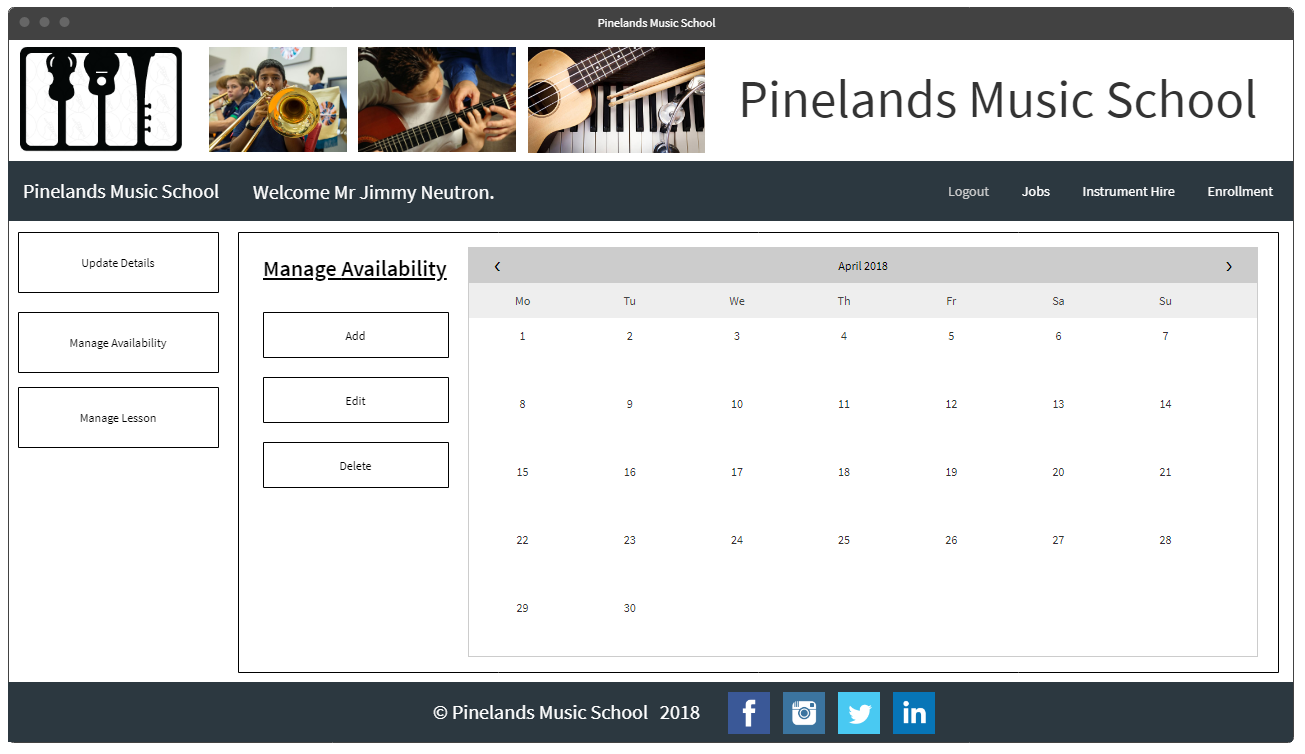 Pinelands Music School
Pinelands Music School
Pinelands Music School Welcome Mr Jimmy Neutron. Logout Jobs Instrument Hire Enrollment
Update Details
Manage Availability
Manage Lesson
Manage Availability
Add
Edit
Delete
‹ April 2018 ›
Mo Tu We Th Fr Sa Su
1 2 3 4 5 6 7
8 9 10 11 12 13 14
15 16 17 18 19 20 21
22 23 24 25 26 27 28
29 30
© Pinelands Music School 2018